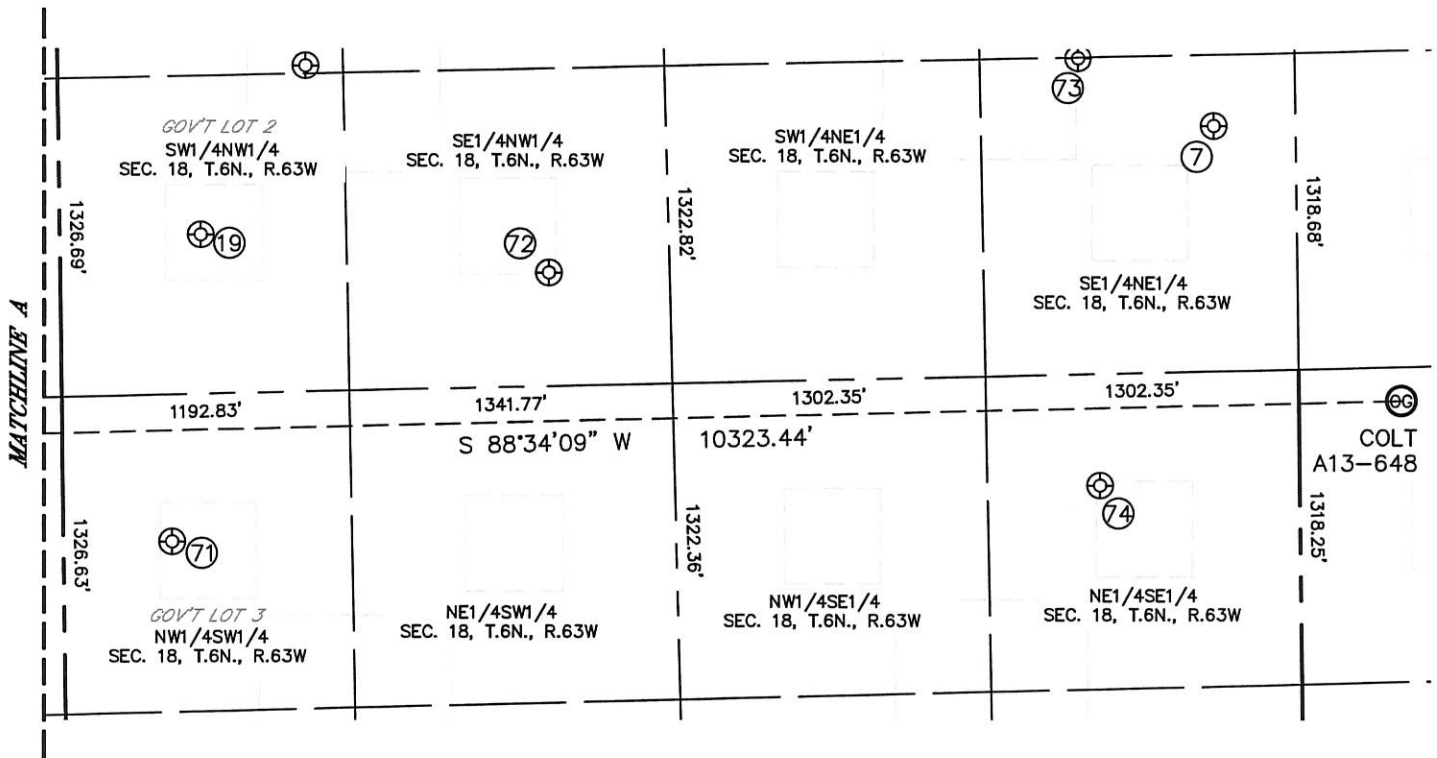 MATCHLINE A
73
GOV'T LOT 2
SW1/4NW1/4
SEC. 18, T.6N., R.63W
SE1/4NW1/4
SEC. 18, T.6N., R.63W
SW1/4NE1/4
SEC. 18, T.6N., R.63W
7
1326.69'
19
72
1322.82'
1318.68'
SE1/4NE1/4
SEC. 18, T.6N., R.63W
1192.83'
1341.77'
1302.35'
1302.35'
S 88°34'09" W 10323.44'
OG
COLT
A13-648
1326.63'
71
1322.36'
74
1318.25'
GOV'T LOT 3
NW1/4SW1/4
SEC. 18, T.6N., R.63W
NE1/4SW1/4
SEC. 18, T.6N., R.63W
NW1/4SE1/4
SEC. 18, T.6N., R.63W
NE1/4SE1/4
SEC. 18, T.6N., R.63W